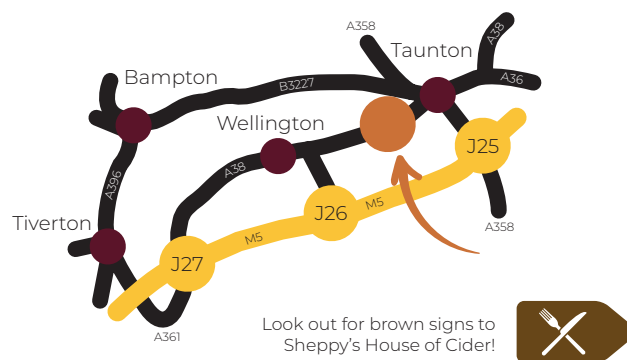 A358
A38
Taunton
Bampton
A36
B3227
Wellington
J25
A38
A396
J26
M5
Tiverton
A358
M5
J27
A361
Look out for brown signs to
Sheppy's House of Cider!